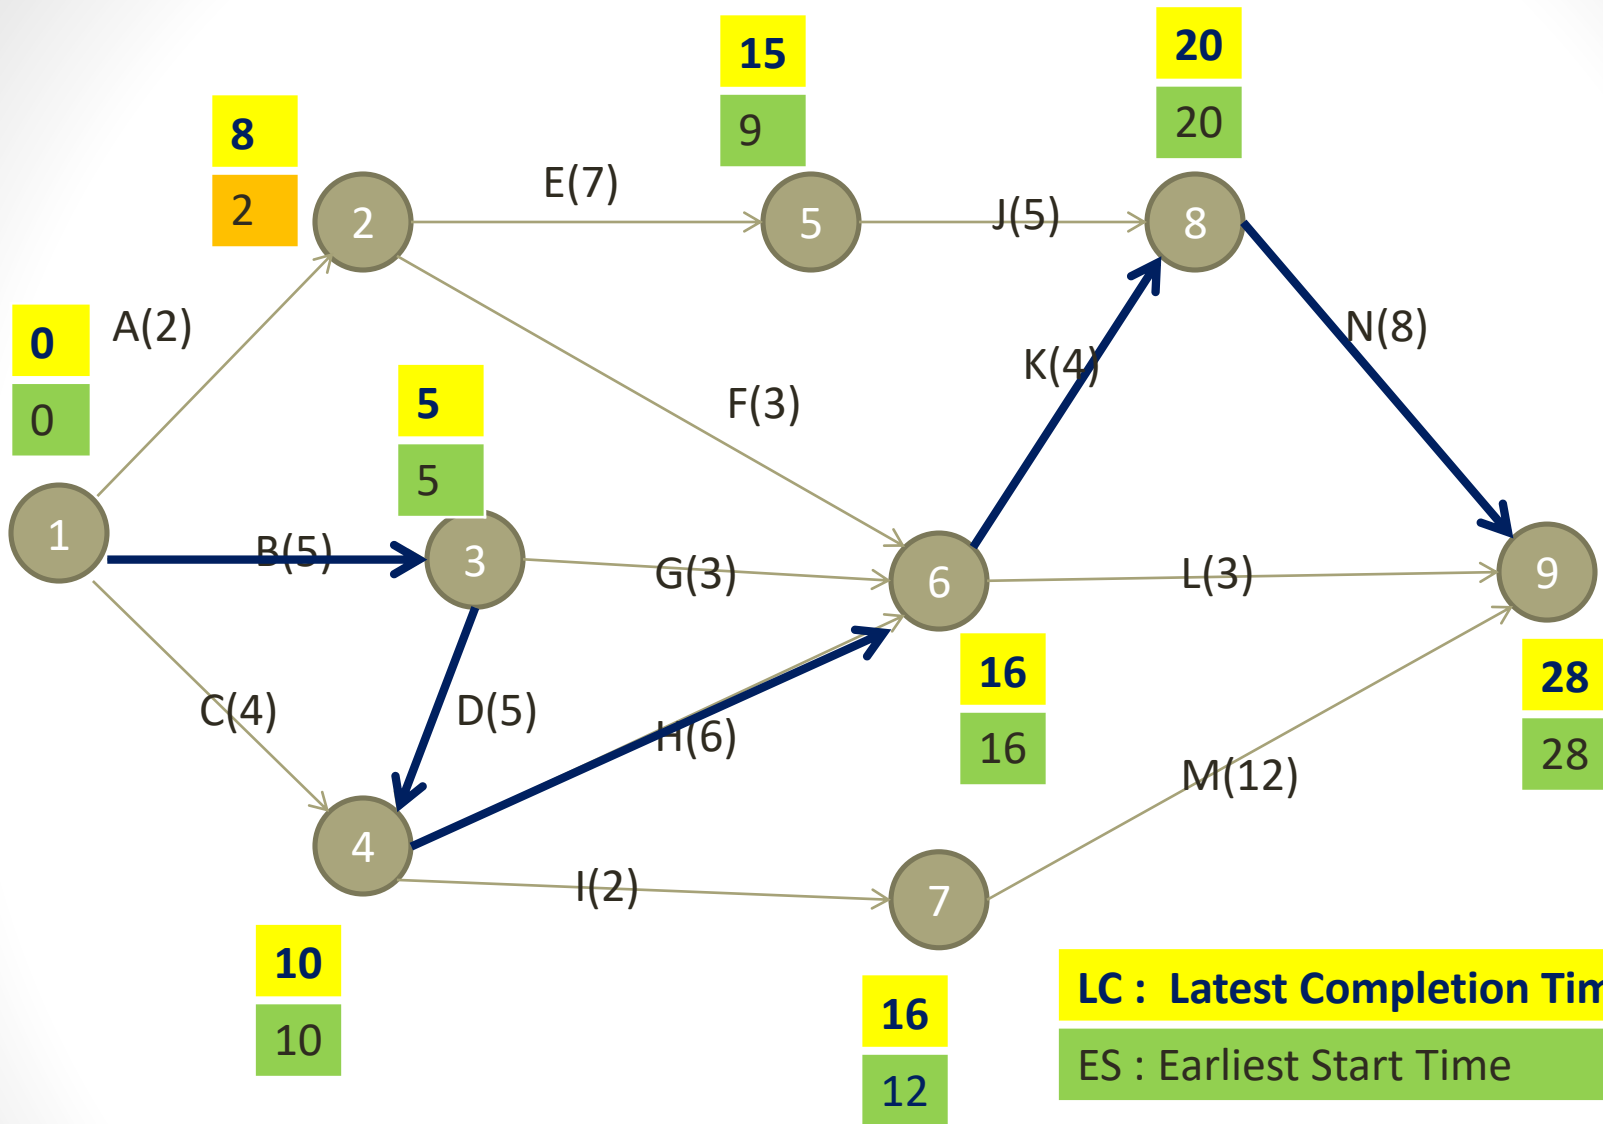 15
9
20
20
8
2
E(7)
2
5
J(5)
8
0
0
A(2)
N(8)
5
5
K(4)
F(3)
1
B(5)
3
G(3)
6
L(3)
9
C(4)
D(5)
H(6)
16
16
28
28
M(12)
4
I(2)
7
10
10
16
12
LC : Latest Completion Tim
ES : Earliest Start Time